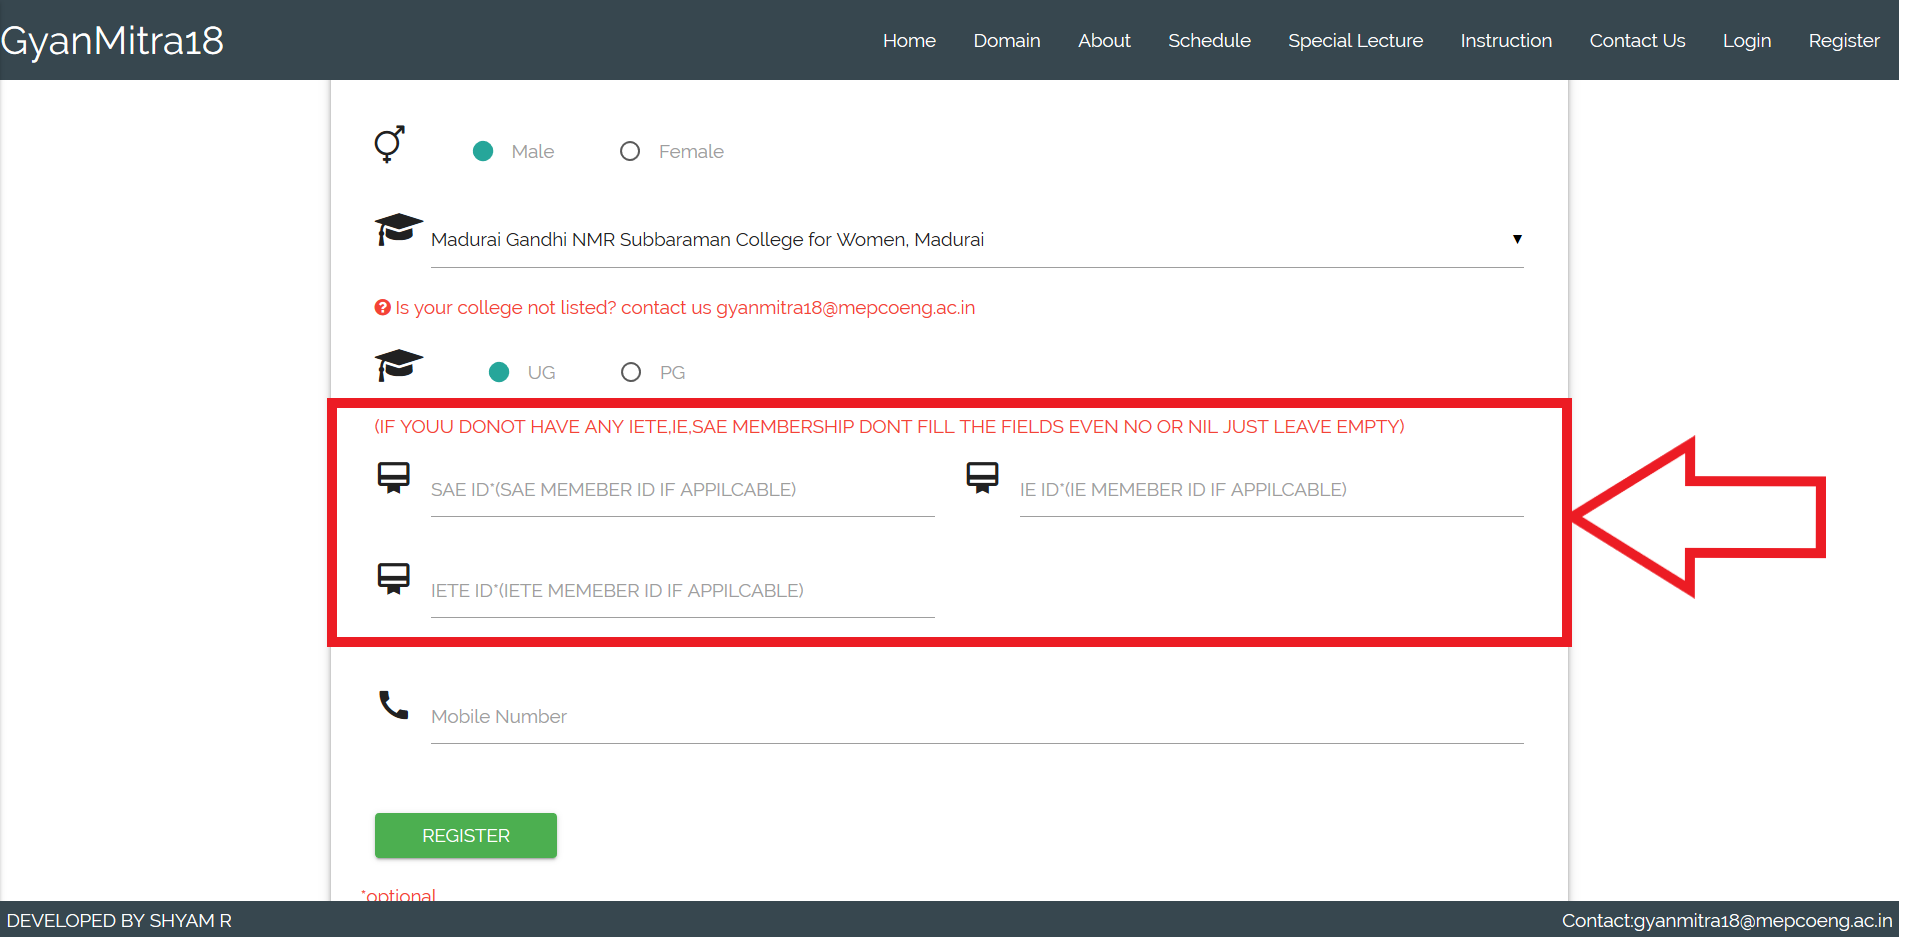 GyanMitra18
Home Domain About Schedule Special Lecture Instruction Contact Us Login Register
Male Female
Madurai Gandhi NMR Subbaraman College for Women, Madurai
Is your college not listed? contact us gyanmitra18@mepcoeng.ac.in
UG PG
(IF YOUU DONOT HAVE ANY IETE,IE,SAE MEMBERSHIP DONT FILL THE FIELDS EVEN NO OR NIL JUST LEAVE EMPTY)
SAE ID*(SAE MEMEBER ID IF APPILCABLE) IE ID*(IE MEMEBER ID IF APPILCABLE)
IETE ID*(IETE MEMEBER ID IF APPILCABLE)
Mobile Number
REGISTER
*optional
DEVELOPED BY SHYAM R Contact:gyanmitra18@mepcoeng.ac.in